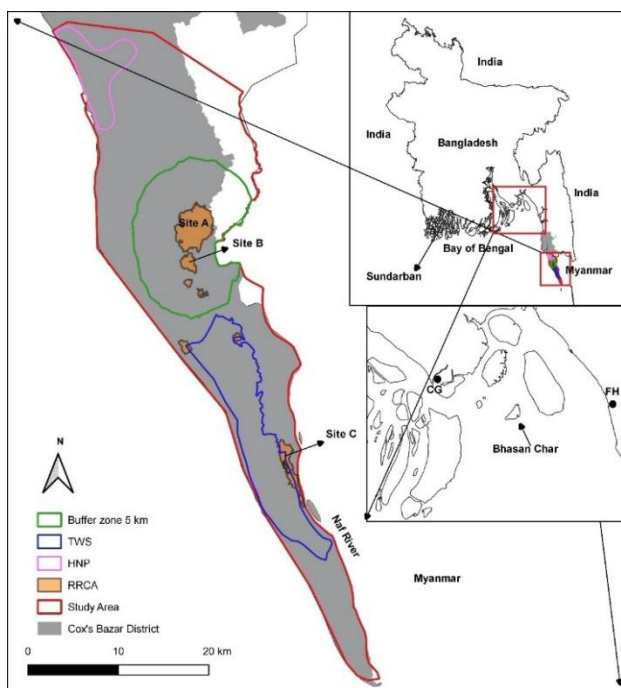 Site A
Site B
Site C
Naf River
Myanmar
N
Buffer zone 5 km
TWS
HNP
RRCA
Study Area
Cox's Bazar District
0
10
20 km
India
India
Bangladesh
India
Bay of Bengal
Sundarban
Myanmar
CG
FH
Bhasan Char